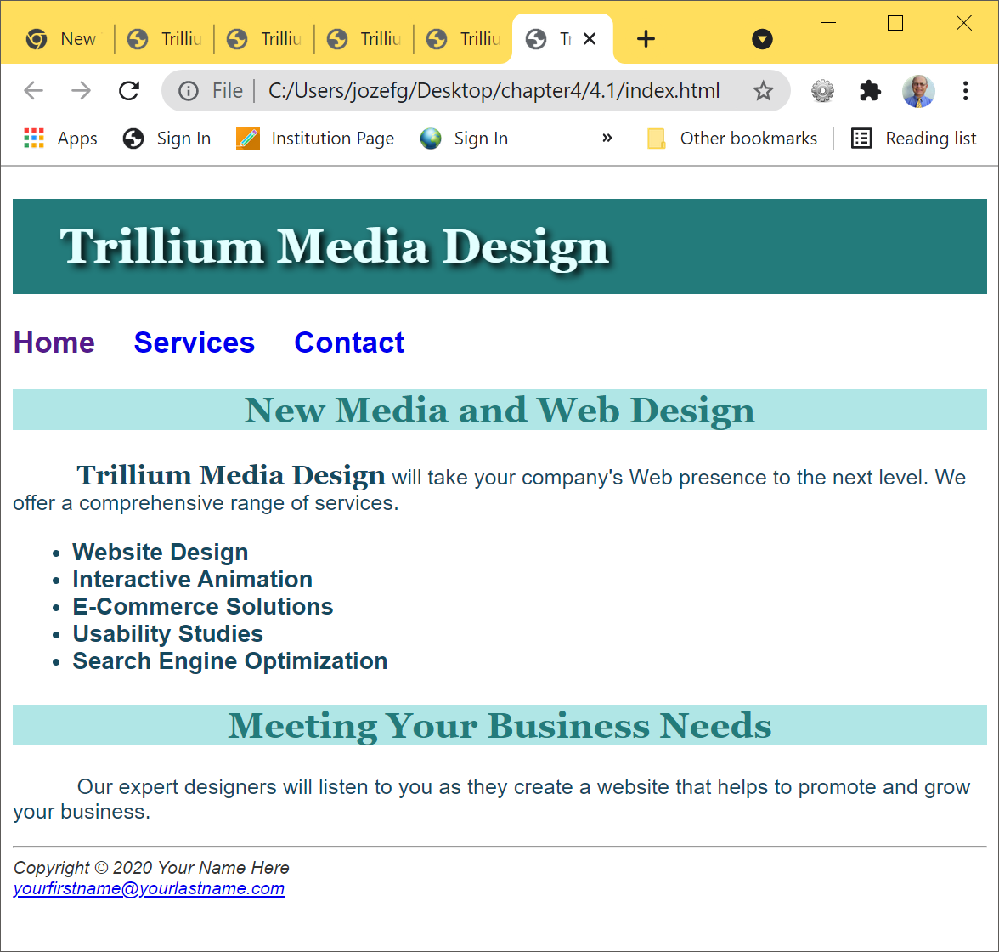 New Trilliu Trilliu Trilliu Trilliu Tr
File C:/Users/jozefg/Desktop/chapter4/4.1/index.html
Apps Sign In Institution Page Sign In » Other bookmarks Reading list
Trillium Media Design
Home Services Contact
New Media and Web Design
Trillium Media Design will take your company's Web presence to the next level. We
offer a comprehensive range of services.
• Website Design
• Interactive Animation
• E-Commerce Solutions
• Usability Studies
• Search Engine Optimization
Meeting Your Business Needs
Our expert designers will listen to you as they create a website that helps to promote and grow
your business.
Copyright © 2020 Your Name Here
yourfirstname@yourlastname.com